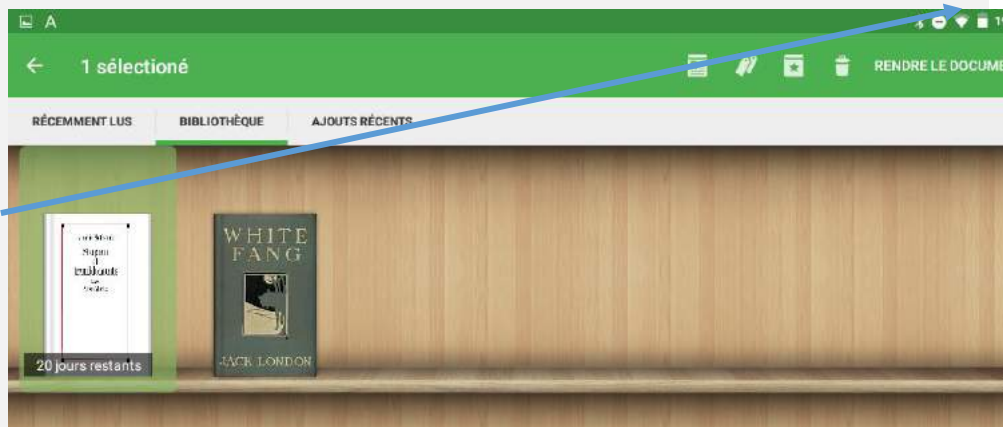 A
1 sélectioné
RENDRE LE DOCUME
RÉCEMMENT LUS
BIBLIOTHÈQUE
AJOUTS RÉCENTS
WHITE
FANG
JACK LONDON
20 jours restants